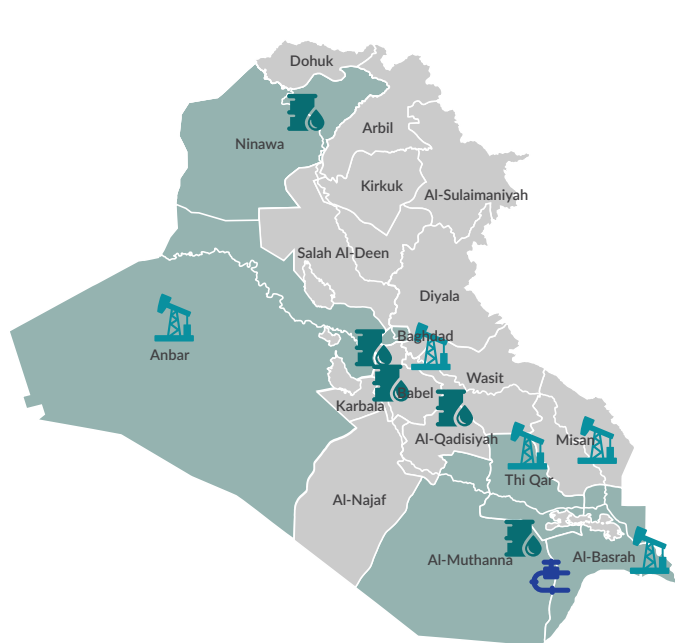 Dohuk
Arbil
Ninawa
Kirkuk
Al-Sulaimaniyah
Salah Al-Deen
Diyala
Baghdad
Anbar
Wasit
Babel
Karbala
Al-Qadisiyah
Misan
Thi Qar
Al-Najaf
Al-Basrah
Al-Muthanna